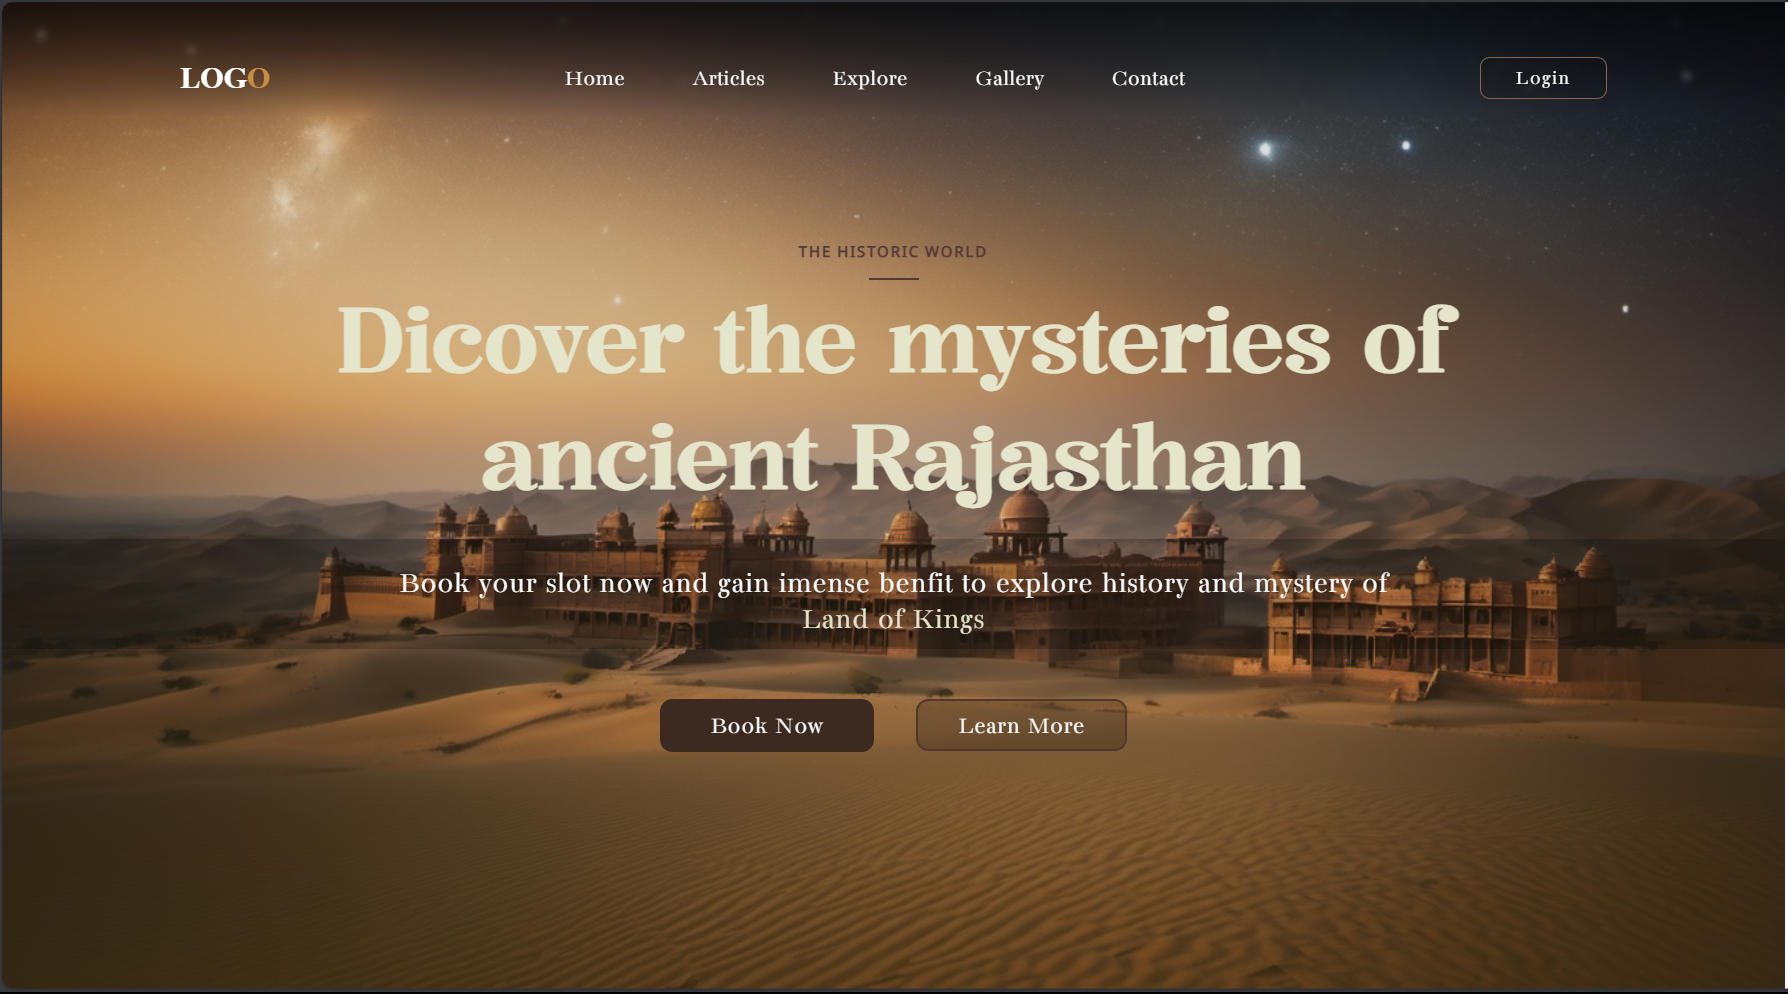 LOGO
Home Articles Explore Gallery Contact
Login
THE HISTORIC WORLD
Dicover the mysteries of
ancient Rajasthan
Book your slot now and gain imense benfit to explore history and mystery of
Land of Kings
Book Now
Learn More